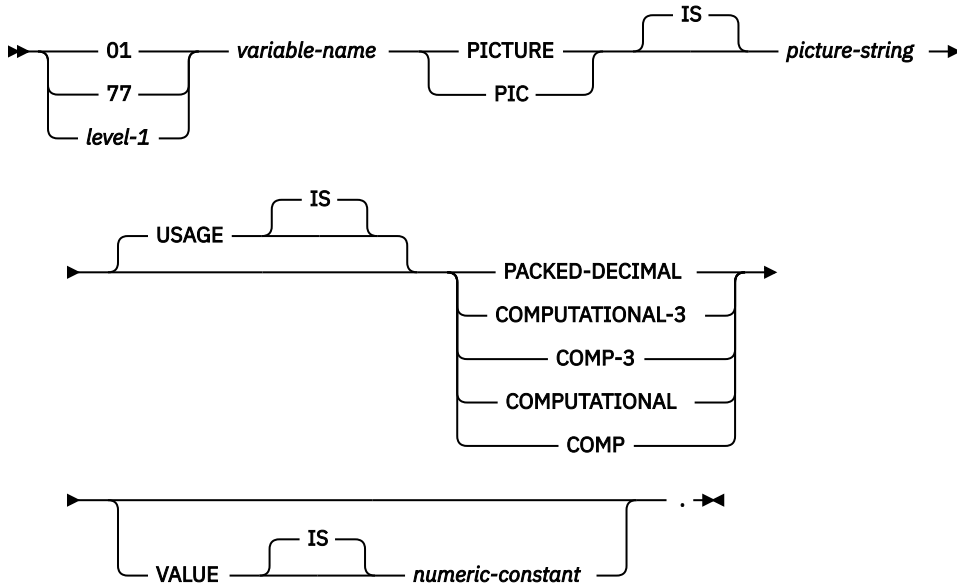 IS
01 variable-name PICTURE picture-string
77 PIC
level-1
IS
USAGE
PACKED-DECIMAL
COMPUTATIONAL-3
COMP-3
COMPUTATIONAL
COMP
.
IS
VALUE numeric-constant